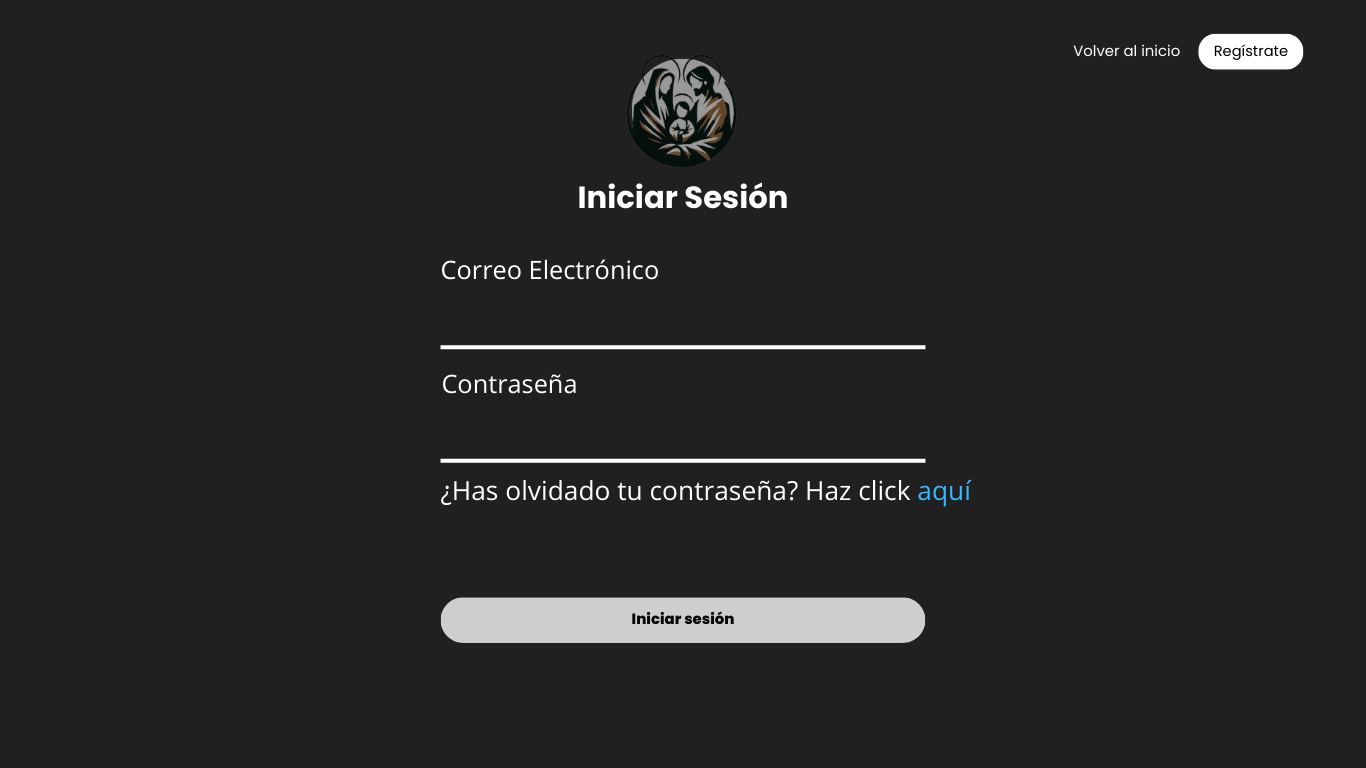 Volver al inicio
Regístrate
Iniciar Sesión
Correo Electrónico
Contraseña
¿Has olvidado tu contraseña? Haz click aquí
Iniciar sesión